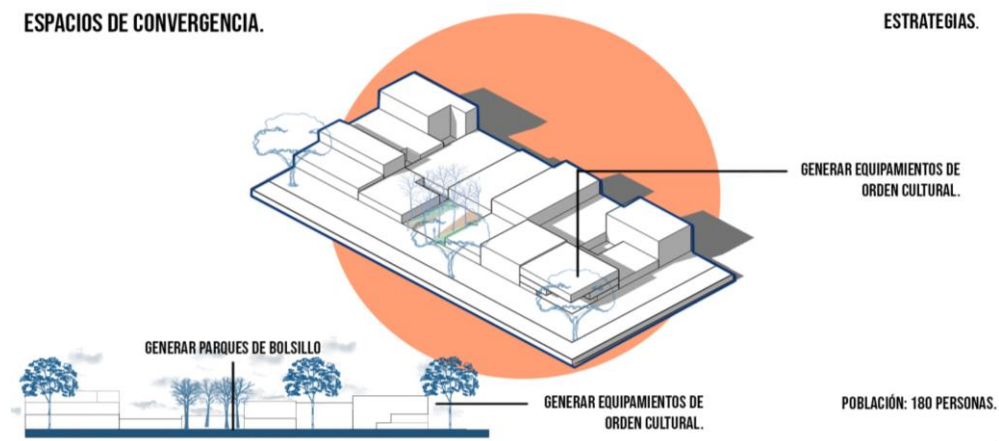 ESPACIOS DE CONVERGENCIA.
ESTRATEGIAS.
GENERAR EQUIPAMIENTOS DE
ORDEN CULTURAL.
GENERAR PARQUES DE BOLSILLO
GENERAR EQUIPAMIENTOS DE
ORDEN CULTURAL.
POBLACIÓN: 180 PERSONAS.